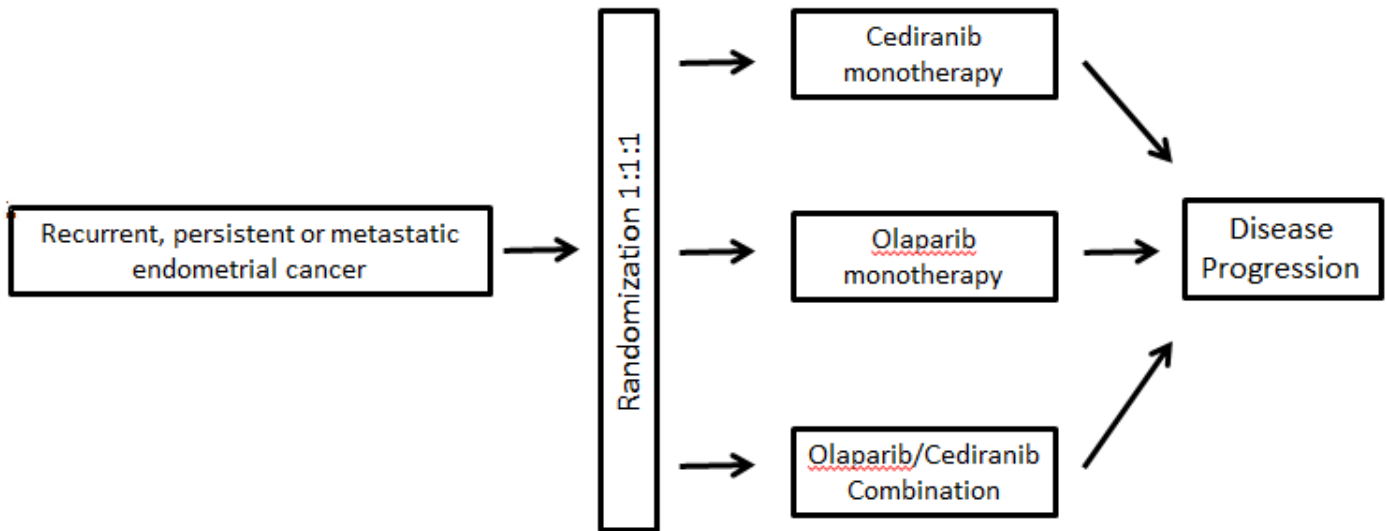 Recurrent, persistent or metastatic
endometrial cancer
Randomization 1:1:1
Cediranib
monotherapy
Olaparib
monotherapy
Olaparib/Cediranib
Combination
Disease
Progression